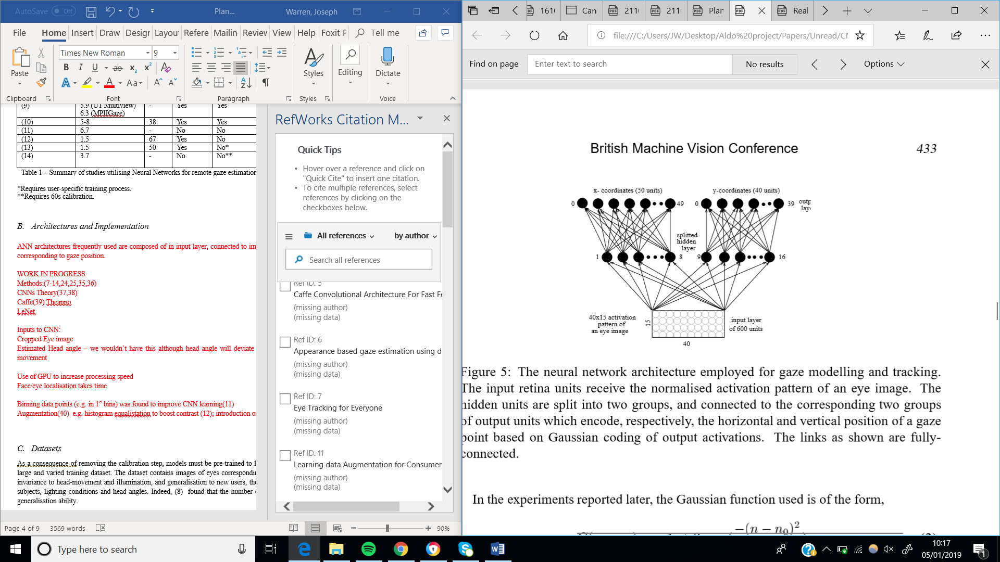 AutoSave Off
Plan...
Warren, Joseph
File Home Insert Draw Design Layout Refere Mailin Review View Help Foxit F Tell me
Times New Roman 9
Paste
Styles
Editing
Dictate
Clipboard Font Paragraph Styles Voice
(9) 5.9 (UT Multiview) - Yes Yes
6.3 (MPIIGaze)
(10) 5-8 38 Yes Yes
(11) 6.7 - No No
(12) 1.5 67 Yes No
(13) 1.5 50 Yes No*
(14) 3.7 - No No**
Table 1 – Summary of studies utilising Neural Networks for remote gaze estimation
*Requires user-specific training process.
**Requires 60s calibration.
B. Architectures and Implementation
ANN architectures frequently used are composed of in input layer, connected to im
corresponding to gaze position.
WORK IN PROGRESS
Methods:(7-14,24,25,35,36)
CNNs Theory(37,38)
Caffe(39) Theanno
LeNet
Inputs to CNN:
Cropped Eye image
Estimated Head angle – we wouldn't have this although head angle will deviate
movement
Use of GPU to increase processing speed
Face/eye localisation takes time
Binning data points (e.g. in 1° bins) was found to improve CNN learning(11)
Augmentation(40) e.g. histogram equalistation to boost contrast (12); introduction o
C. Datasets
As a consequence of removing the calibration step, models must be pre-trained to l
large and varied training dataset. The dataset contains images of eyes correspondin
invariance to head-movement and illumination, and generalisation to new users, the
subjects, lighting conditions and head angles. Indeed, (8) found that the number
generalisation ability.
Page 4 of 9 3569 words 90%
RefWorks Citation M...
Quick Tips
• Hover over a reference and click on
"Quick Cite" to insert one citation.
• To cite multiple references, select
references by clicking on the
checkboxes below.
All references by author
Search all references
Ref ID: 5
Caffe Convolutional Architecture For Fast Fe
(missing author)
(missing data)
Ref ID: 6
Appearance based gaze estimation using d
(missing author)
(missing data)
Ref ID: 7
Eye Tracking for Everyone
(missing author)
(missing data)
Ref ID: 11
Learning data Augmentation for Consumer
(missing author)
(missing data)
161 Can 211 211 Plar Real
file:///C:/Users/JW/Desktop/Aldo%20project/Papers/Unread/CN
Find on page Enter text to search No results Options
British Machine Vision Conference 433
x- coordinates (50 units) y-coordinates (40 units)
0 49 0 39 outp
lay
splitted
hidden
layer
1 8 9 16
40x15 activation
pattern of
an eye image
15
input layer
of 600 units
40
Figure 5: The neural network architecture employed for gaze modelling and tracking.
The input retina units receive the normalised activation pattern of an eye image. The
hidden units are split into two groups, and connected to the corresponding two groups
of output units which encode, respectively, the horizontal and vertical position of a gaze
point based on Gaussian coding of output activations. The links as shown are fully-
connected.
In the experiments reported later, the Gaussian function used is of the form,
−(n − n₀)²
Type here to search
10:17
05/01/2019
1